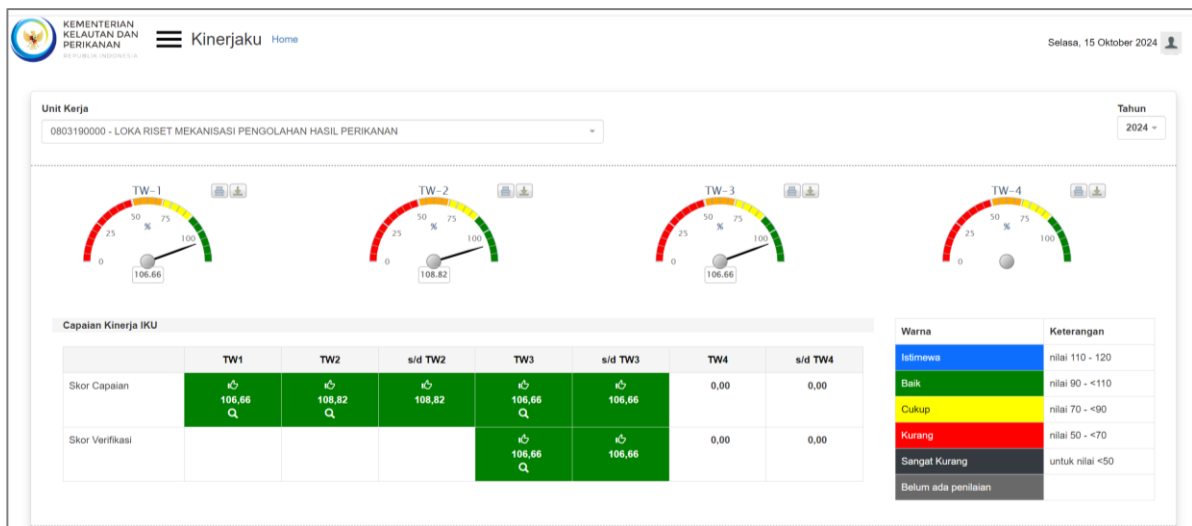 KEMENTERIAN
KELAUTAN DAN
PERIKANAN
REPUBLIK INDONESIA
Kinerjaku Home
Selasa, 15 Oktober 2024
Unit Kerja
Tahun
0803190000 - LOKA RISET MEKANISASI PENGOLAHAN HASIL PERIKANAN
2024
TW-1
0 25 50 75 100
%
106.66
TW-2
0 25 50 75 100
%
108.82
TW-3
0 25 50 75 100
%
106.66
TW-4
0 25 50 75 100
%
Capaian Kinerja IKU
TW1 TW2 s/d TW2 TW3 s/d TW3 TW4 s/d TW4
Skor Capaian 106,66 108,82 108,82 106,66 106,66 0,00 0,00
Skor Verifikasi 106,66 106,66 0,00 0,00
Warna Keterangan
Istimewa nilai 110 - 120
Baik nilai 90 - <110
Cukup nilai 70 - <90
Kurang nilai 50 - <70
Sangat Kurang untuk nilai <50
Belum ada penilaian